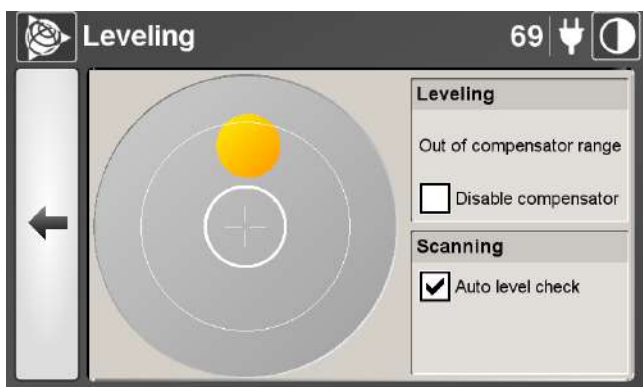 Leveling
69
Leveling
Out of compensator range
Disable compensator
Scanning
Auto level check